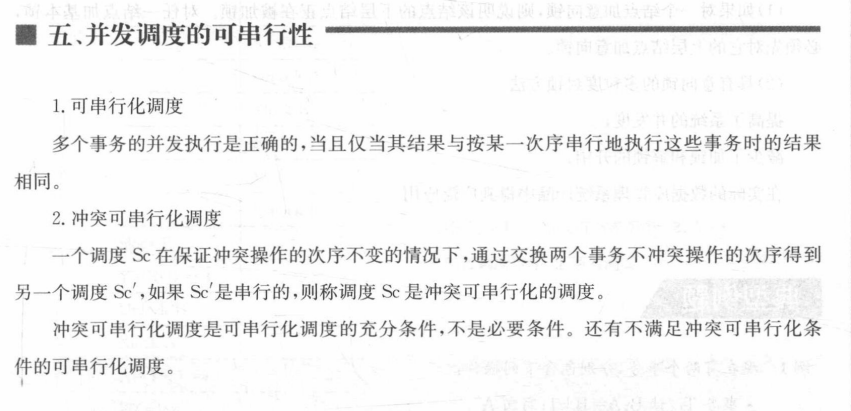 五、并发调度的可串行性
1. 可串行化调度
多个事务的并发执行是正确的,当且仅当其结果与按某一次序串行地执行这些事务时的结果
相同。
2. 冲突可串行化调度
一个调度 Sc 在保证冲突操作的次序不变的情况下,通过交换两个事务不冲突操作的次序得到
另一个调度 Sc′,如果 Sc′是串行的,则称调度 Sc 是冲突可串行化的调度。
冲突可串行化调度是可串行化调度的充分条件,不是必要条件。还有不满足冲突可串行化条
件的可串行化调度。